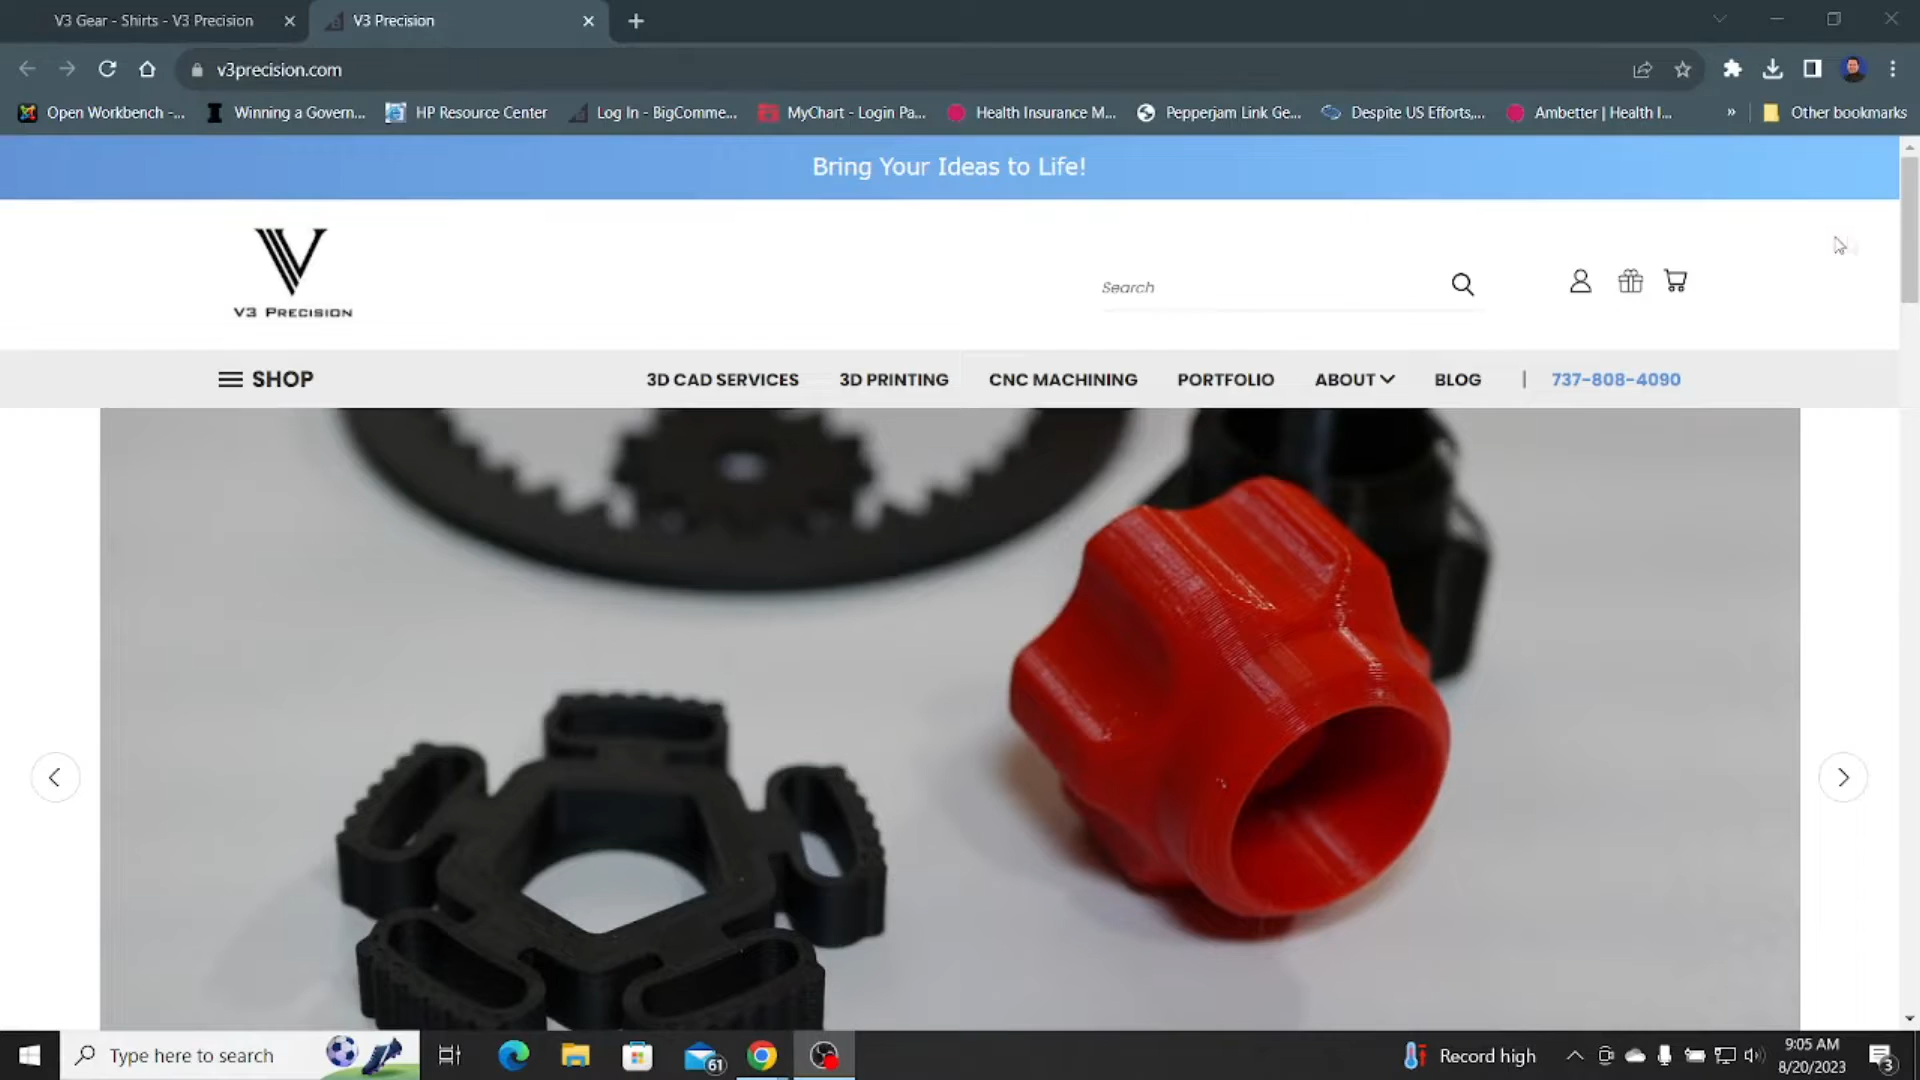 V3 Gear - Shirts - V3 Precision
V3 Precision
v3precision.com
Open Workbench -...
Winning a Govern...
HP Resource Center
Log In - BigComme...
MyChart - Login Pa...
Health Insurance M...
Pepperjam Link Ge...
Despite US Efforts,...
Ambetter | Health I...
»
Other bookmarks
Bring Your Ideas to Life!
V3 PRECISION
Search
SHOP
3D CAD SERVICES
3D PRINTING
CNC MACHINING
PORTFOLIO
ABOUT
BLOG
|
737-808-4090
Type here to search
61
Record high
9:05 AM
8/20/2023
3